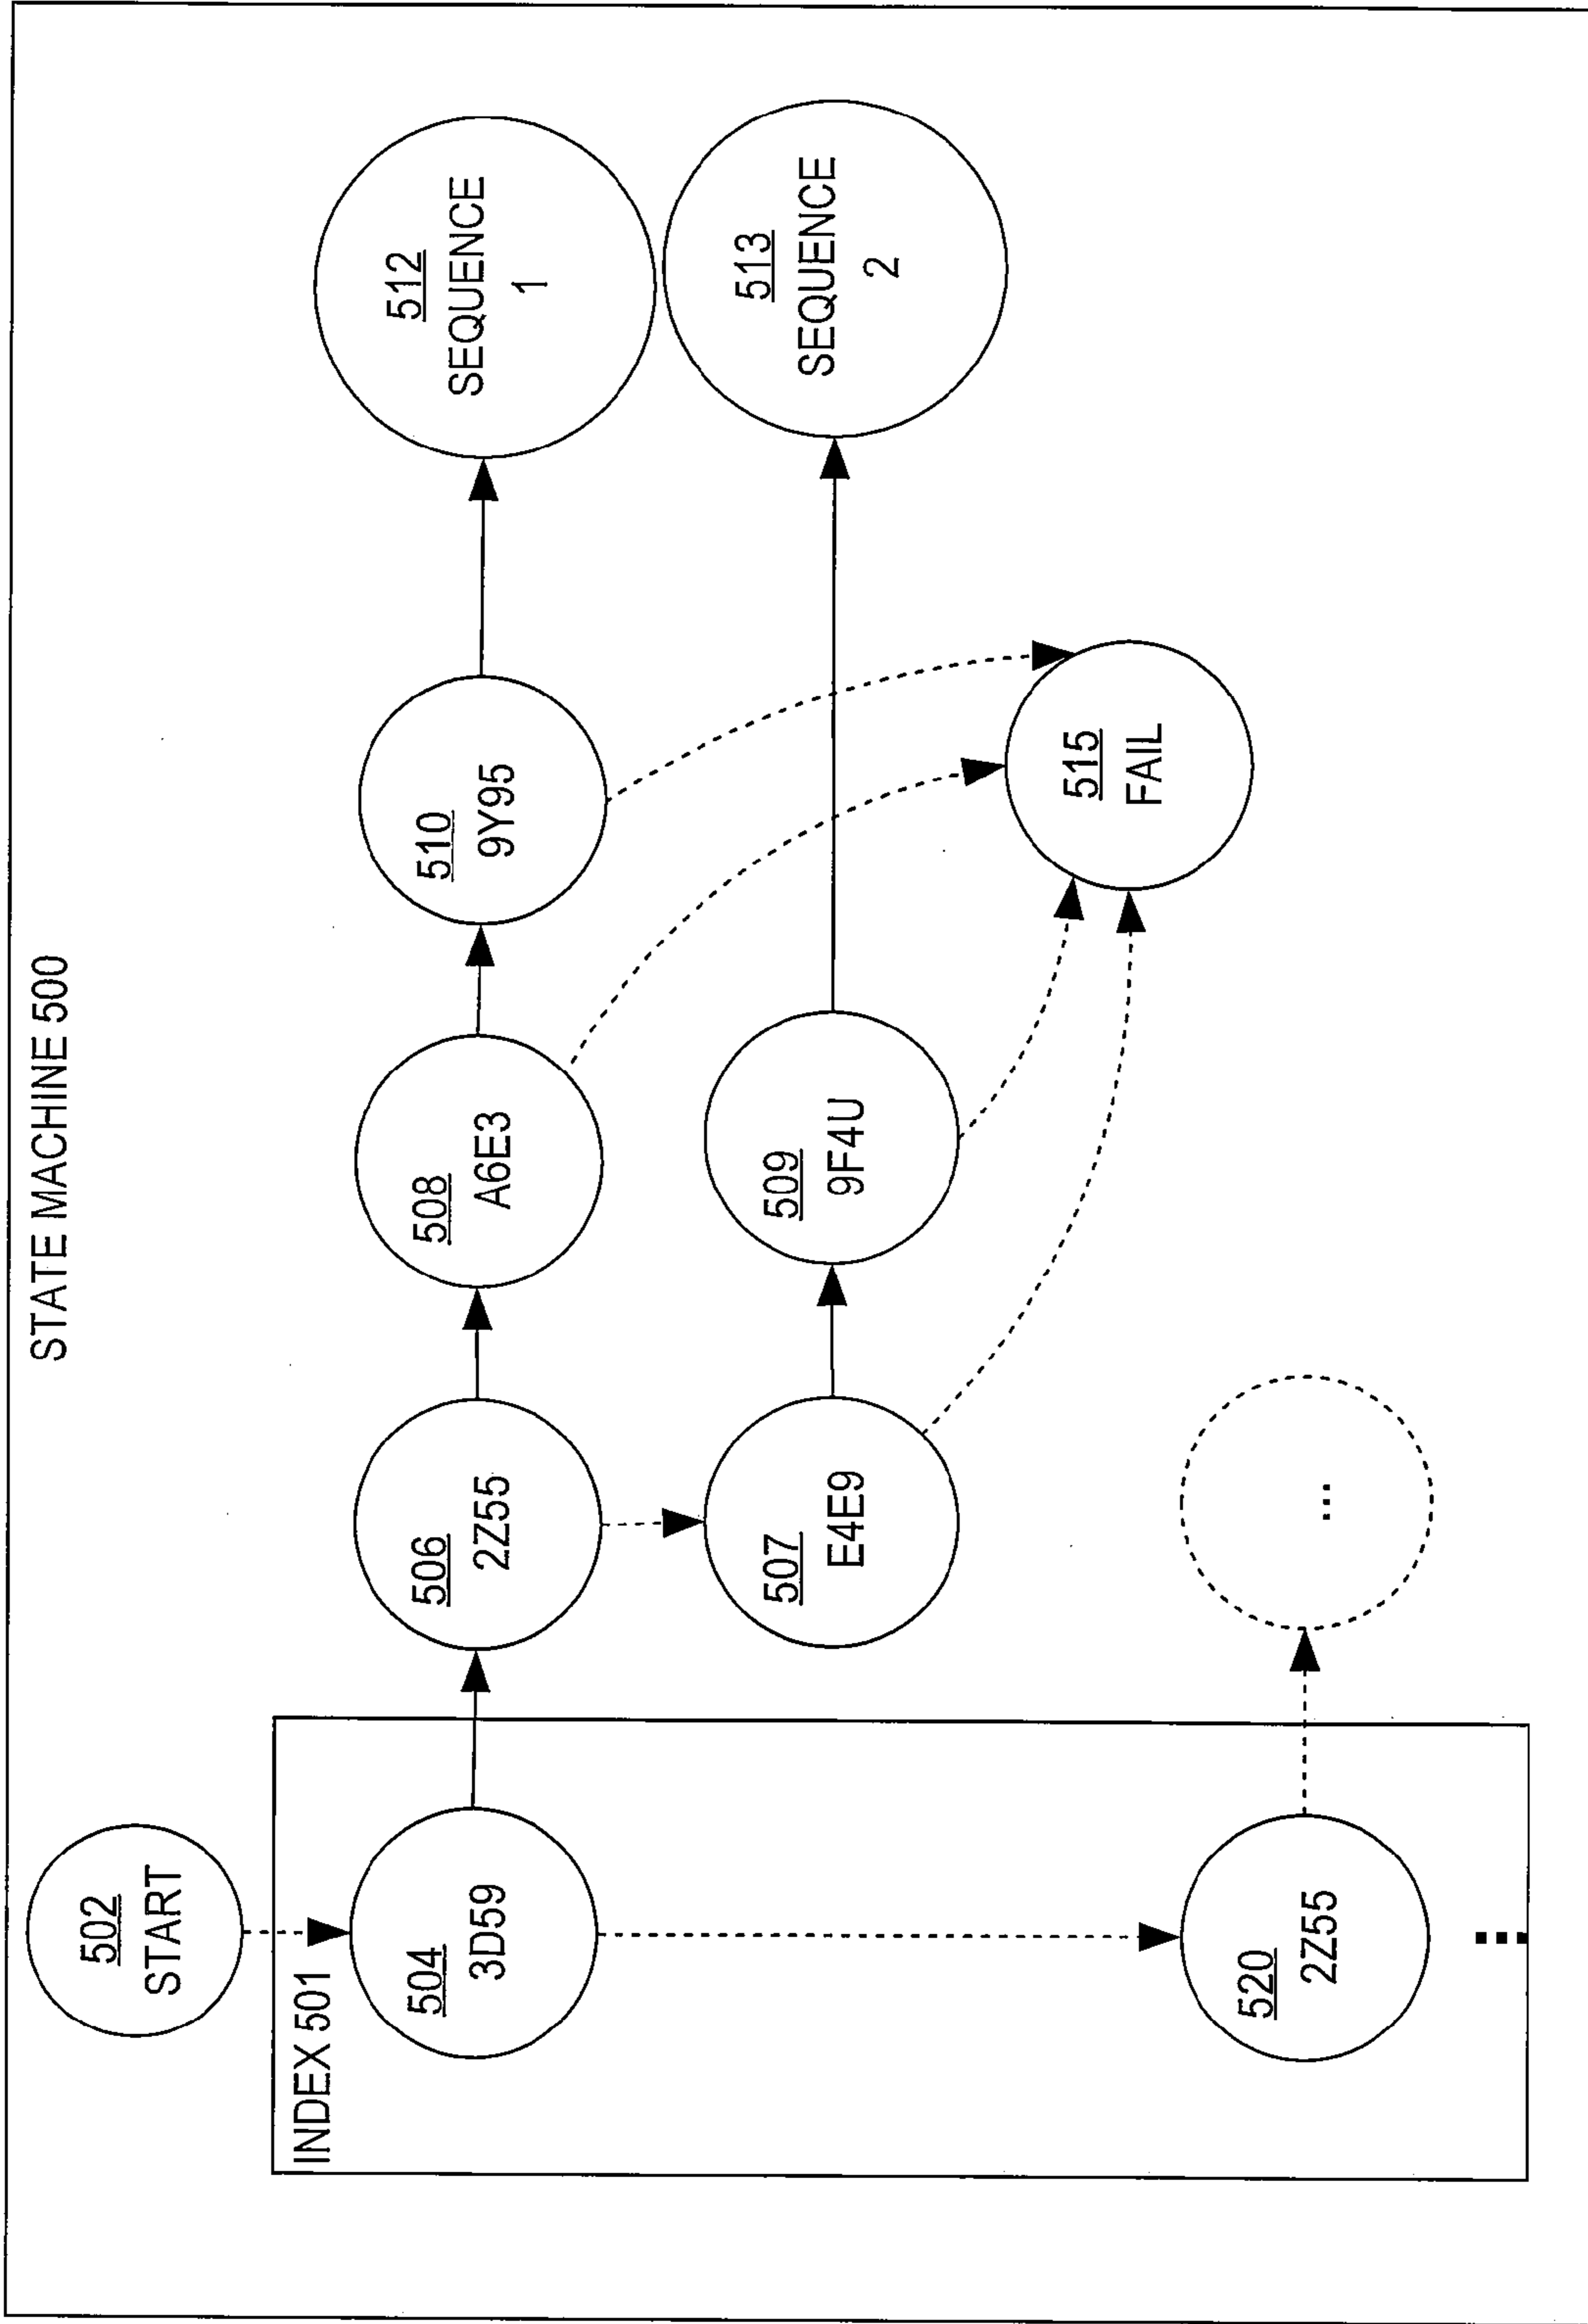 STATE MACHINE 500
502
START
INDEX 501
504
3D59
506
2Z55
508
A6E3
510
9Y95
512
SEQUENCE
1
507
E4E9
509
9F4U
513
SEQUENCE
2
515
FAIL
520
2Z55
...
...